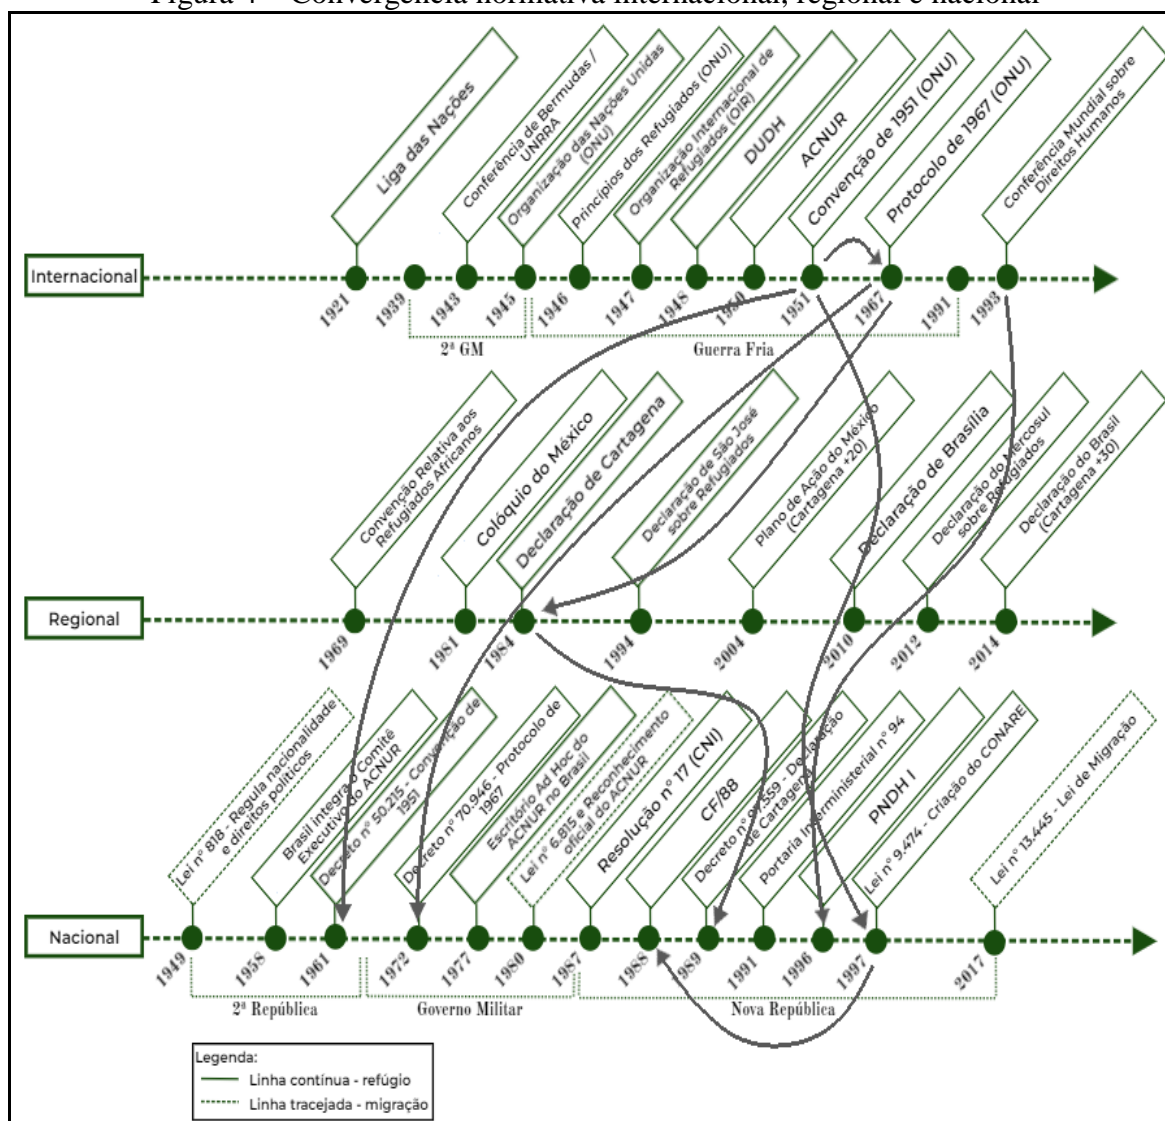 Figura 4 – Convergência normativa internacional, regional e nacional
Liga das Nações
Conferência de Bermudas /
UNRRA
Organização das Nações Unidas
(ONU)
Princípios dos Refugiados (ONU)
Organização Internacional de
Refugiados (OIR)
DUDH
ACNUR
Convenção de 1951 (ONU)
Protocolo de 1967 (ONU)
Conferência Mundial sobre
Direitos Humanos
Internacional
1921
1939
1943
1945
1946
1947
1948
1950
1951
1967
1991
1993
2ª GM
Guerra Fria
Convenção Relativa aos
Refugiados Africanos
Colóquio do México
Declaração de Cartagena
Declaração de São José
sobre Refugiados
Plano de Ação do México
(Cartagena +20)
Declaração de Brasília
Declaração do Mercosul
sobre Refugiados
Declaração do Brasil
(Cartagena +30)
Regional
1969
1981
1984
1994
2004
2010
2012
2014
Lei nº 818 - Regula nacionalidade
e direitos políticos
Brasil integra o Comitê
Executivo do ACNUR
Decreto nº 50.215 - Convenção de
1951
Decreto nº 70.946 - Protocolo de
1967
Escritorio Ad Hoc do
ACNUR no Brasil
Lei nº 6.815 e Reconhecimento
oficial do ACNUR
Resolução nº 17 (CNI)
CF/88
Decreto nº 97.559 - Declaração
de Cartagena
Portaria Interministerial nº 94
PNDH I
Lei nº 9.474 - Criação do CONARE
Lei nº 13.445 - Lei de Migração
Nacional
1949
1958
1961
1972
1977
1980
1987
1988
1989
1991
1996
1997
2017
2ª República
Governo Militar
Nova República
Legenda:
Linha contínua - refúgio
Linha tracejada - migração